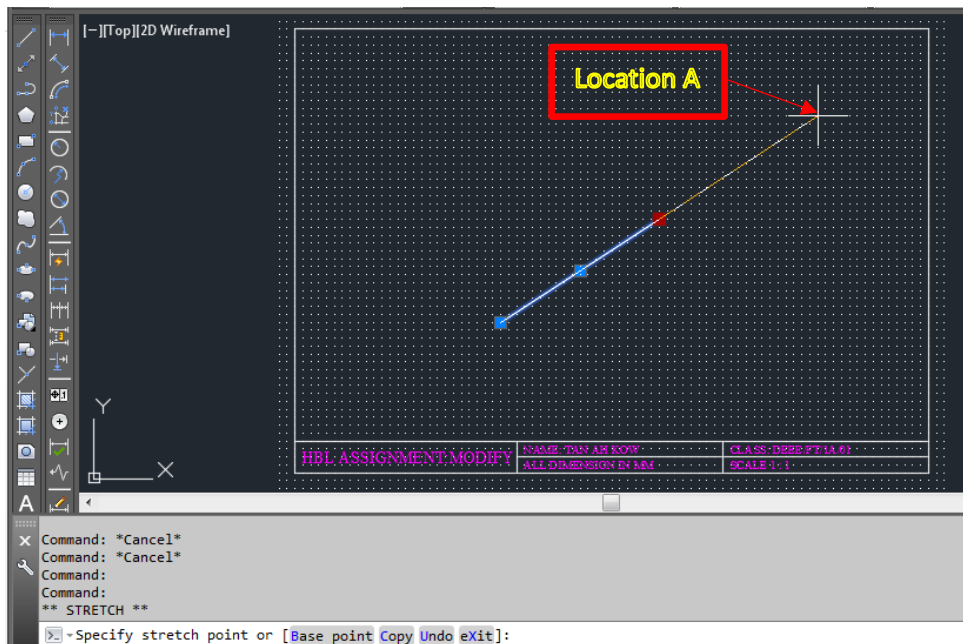 [−][Top][2D Wireframe]
Location A
Y
X
HBL ASSIGNMENT:MODIFY
NAME: TAN AH KOW
ALL DIMENSION IN MM
SCALE 1 : 1
A
Command: *Cancel*
Command: *Cancel*
Command:
Command:
** STRETCH **
Specify stretch point or [Base point Copy Undo eXit]: